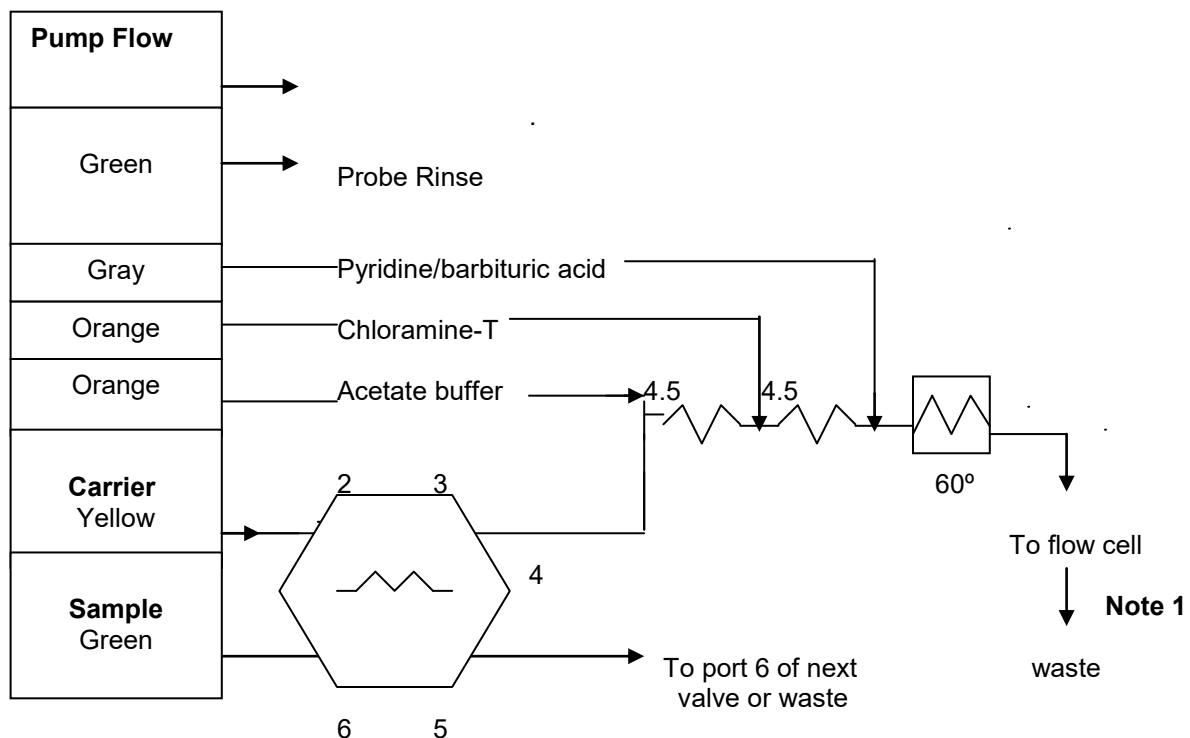 Pump Flow
Green
Probe Rinse
Gray
Pyridine/barbituric acid
Orange
Chloramine-T
Orange
Acetate buffer
4.5
4.5
60º
Carrier
Yellow
2
3
4
To flow cell
Note 1
waste
Sample
Green
To port 6 of next
valve or waste
6
5